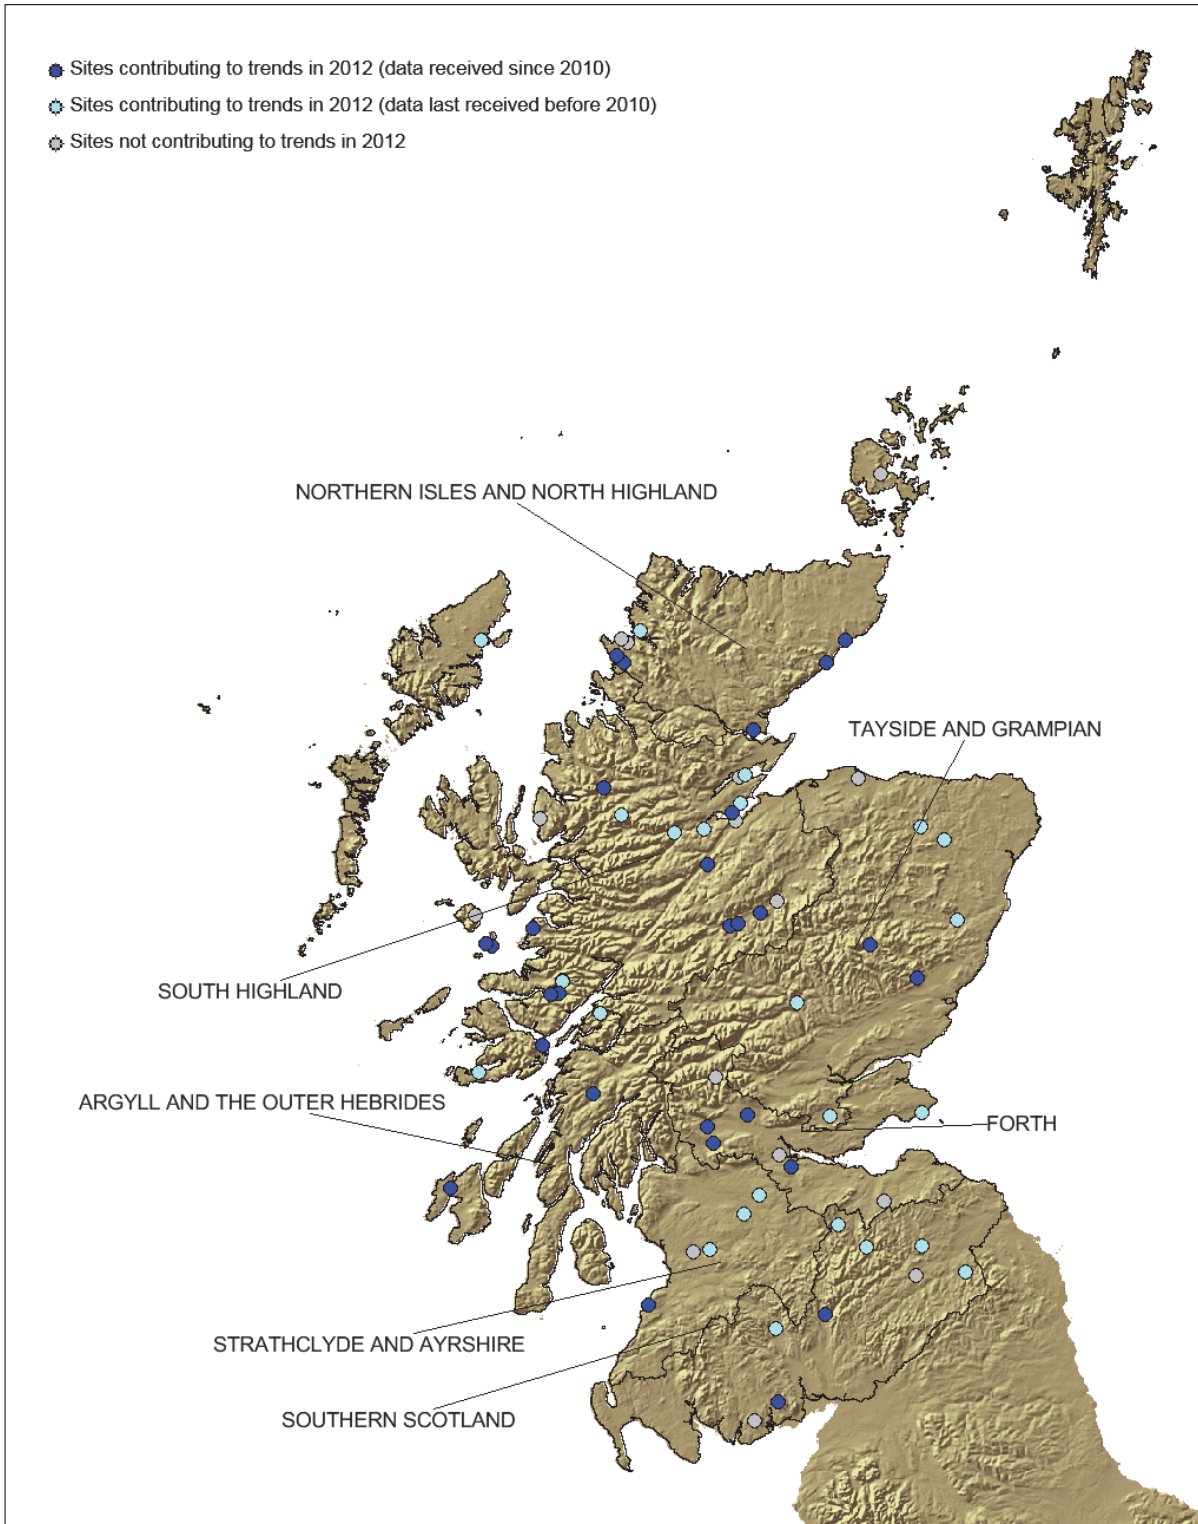 Sites contributing to trends in 2012 (data received since 2010)
Sites contributing to trends in 2012 (data last received before 2010)
Sites not contributing to trends in 2012
NORTHERN ISLES AND NORTH HIGHLAND
TAYSIDE AND GRAMPIAN
SOUTH HIGHLAND
ARGYLL AND THE OUTER HEBRIDES
FORTH
STRATHCLYDE AND AYRSHIRE
SOUTHERN SCOTLAND